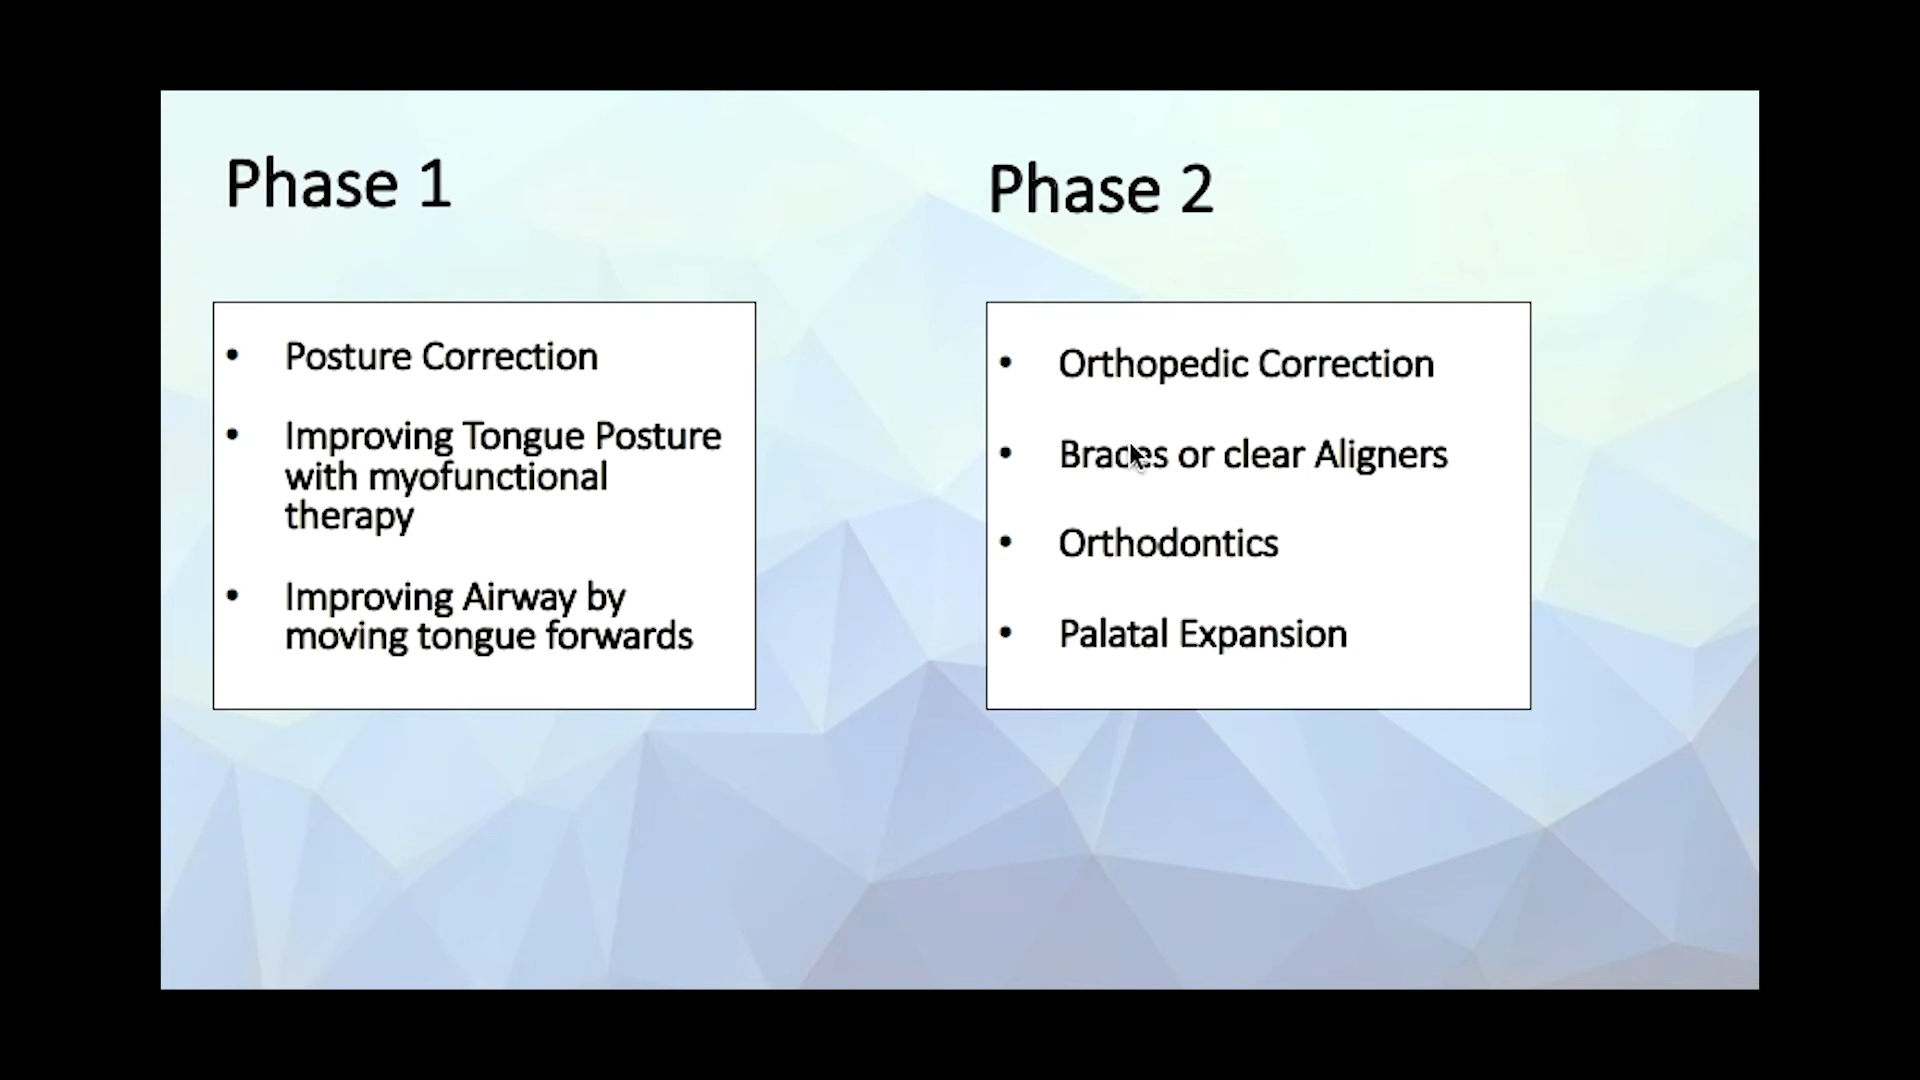 Phase 1
• Posture Correction
• Improving Tongue Posture
with myofunctional
therapy
• Improving Airway by
moving tongue forwards
Phase 2
• Orthopedic Correction
• Braces or clear Aligners
• Orthodontics
• Palatal Expansion